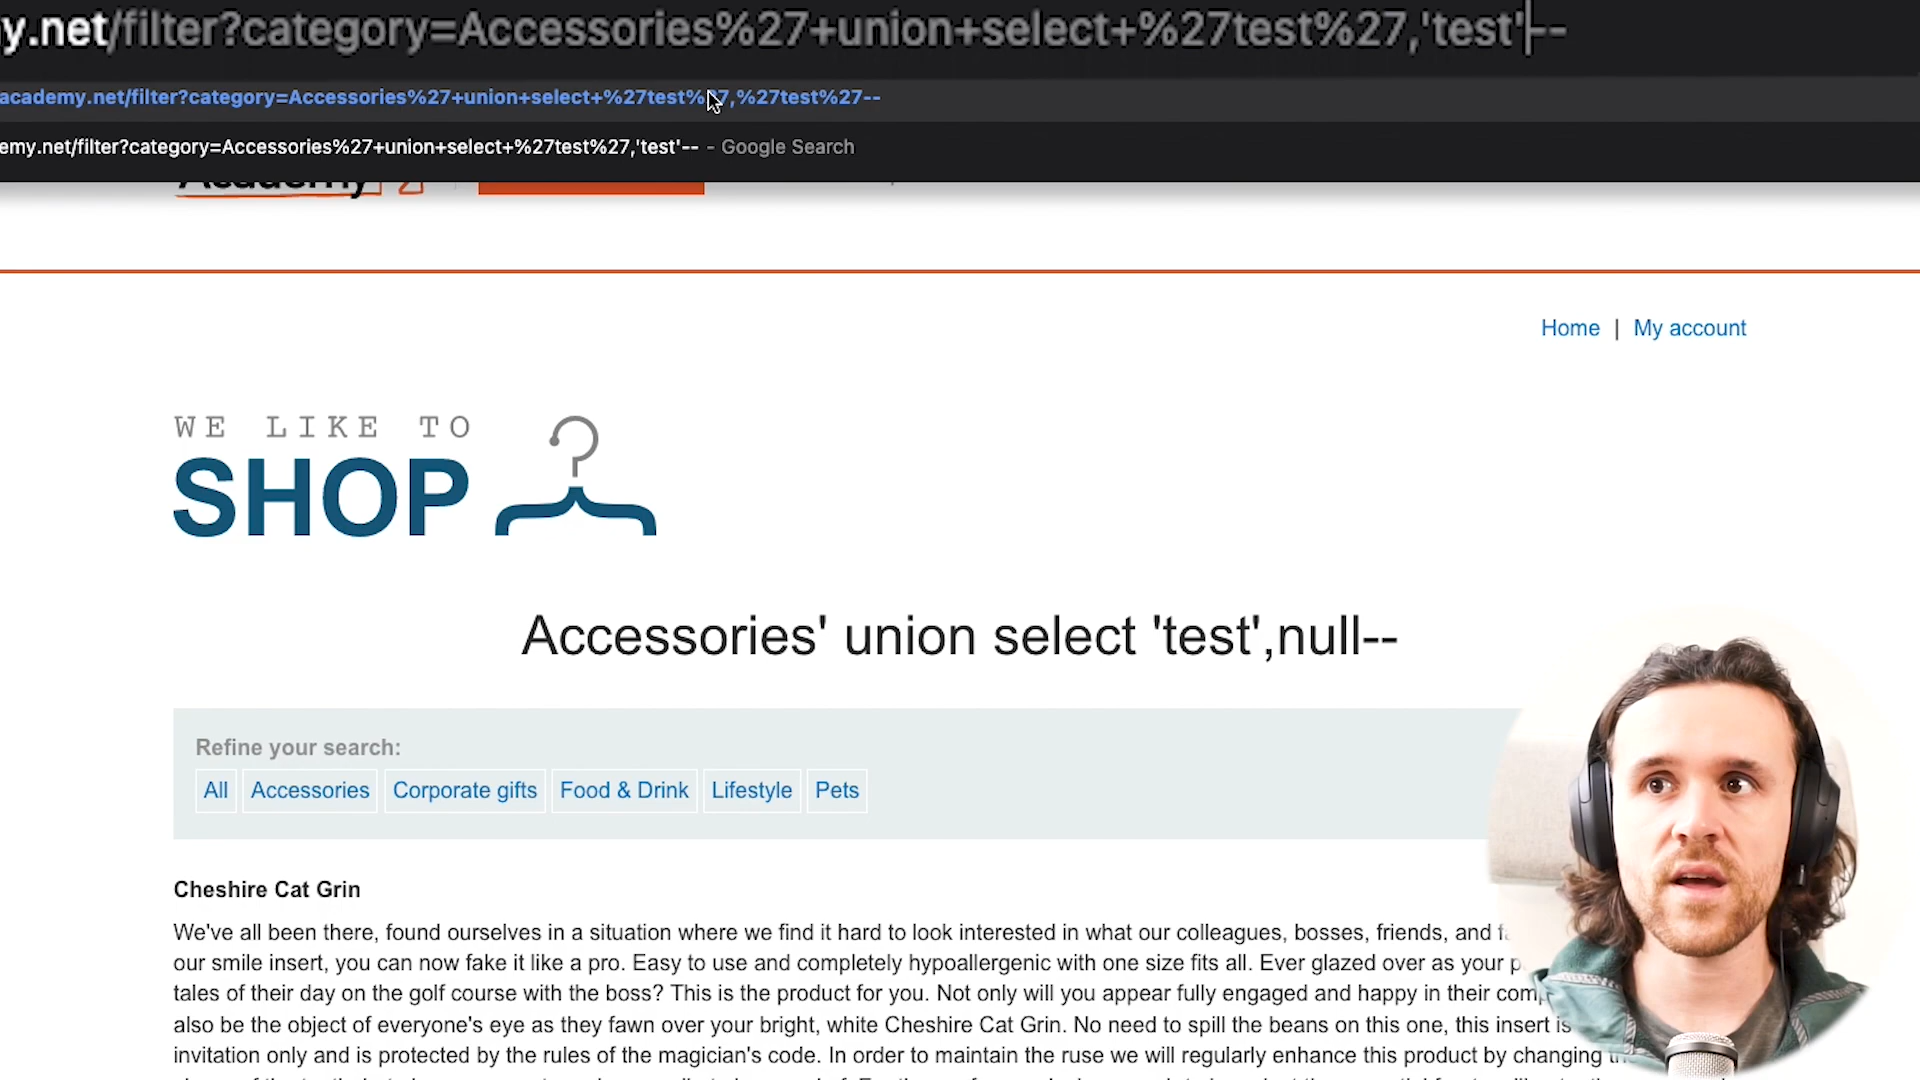 y.net/filter?category=Accessories%27+union+select+%27test%27,'test'--
academy.net/filter?category=Accessories%27+union+select+%27test%27,%27test%27--
emy.net/filter?category=Accessories%27+union+select+%27test%27,'test'-- - Google Search
Academy
Home | My account
WE LIKE TO
SHOP
Accessories' union select 'test',null--
Refine your search:
All Accessories Corporate gifts Food & Drink Lifestyle Pets
Cheshire Cat Grin
We've all been there, found ourselves in a situation where we find it hard to look interested in what our colleagues, bosses, friends, and
our smile insert, you can now fake it like a pro. Easy to use and completely hypoallergenic with one size fits all. Ever glazed over as your
tales of their day on the golf course with the boss? This is the product for you. Not only will you appear fully engaged and happy in their
also be the object of everyone's eye as they fawn over your bright, white Cheshire Cat Grin. No need to spill the beans on this one, this insert is
invitation only and is protected by the rules of the magician's code. In order to maintain the ruse we will regularly enhance this product by changing